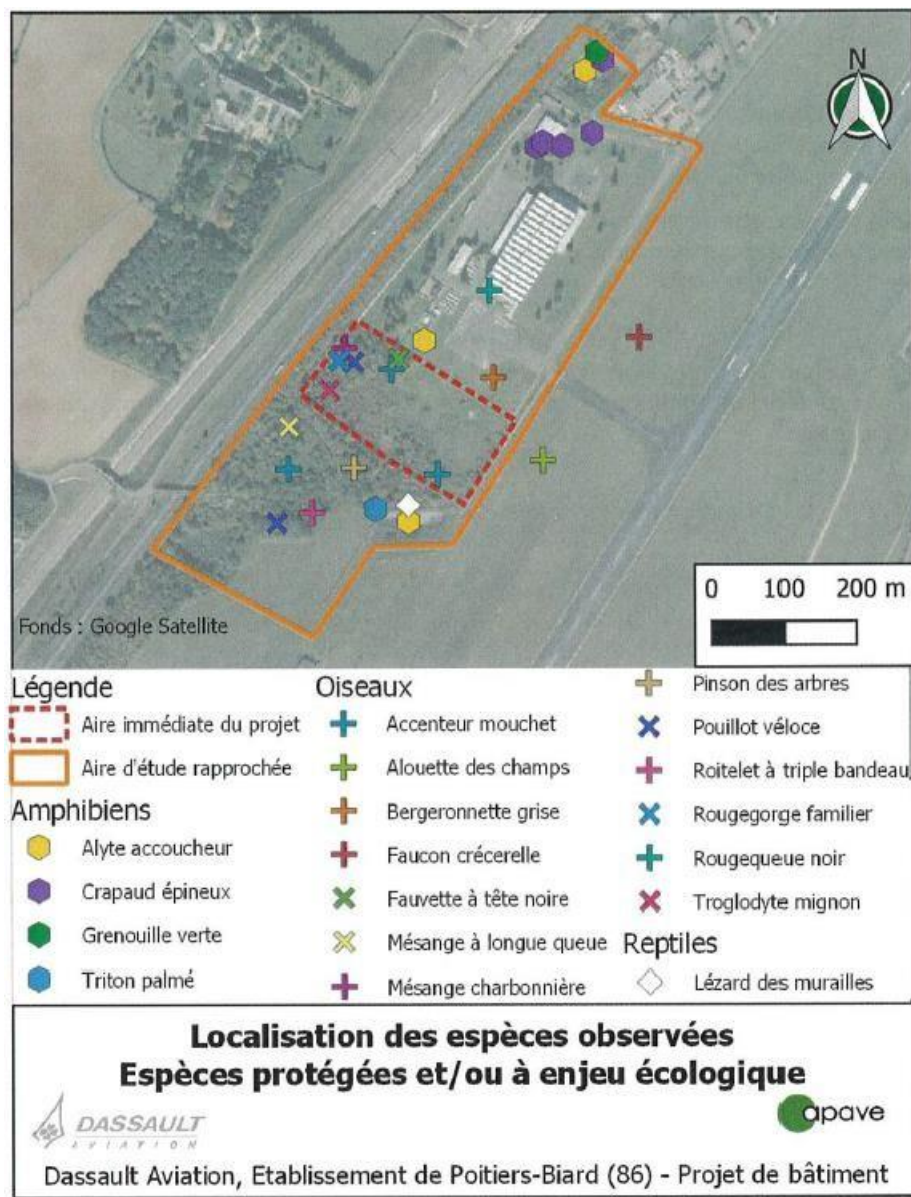 N
0 100 200 m
Fonds : Google Satellite
Légende
Aire immédiate du projet
Aire d'étude rapprochée
Amphibiens
Alyte accoucheur
Crapaud épineux
Grenouille verte
Triton palmé
Oiseaux
Accenteur mouchet
Alouette des champs
Bergeronnette grise
Faucon crécerelle
Fauvette à tête noire
Mésange à longue queue
Mésange charbonnière
Pinson des arbres
Pouillot véloce
Roitelet à triple bandeau
Rougegorge familier
Rougequeue noir
Troglodyte mignon
Reptiles
Lézard des murailles
Localisation des espèces observées
Espèces protégées et/ou à enjeu écologique
DASSAULT
AVIATION
apave
Dassault Aviation, Etablissement de Poitiers-Biard (86) - Projet de bâtiment